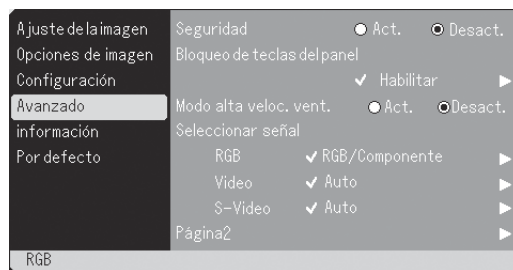 Ajuste de la imagen
Opciones de imagen
Configuración
Avanzado
información
Por defecto
Seguridad Act. Desact.
Bloqueo de teclas del panel
Habilitar
Modo alta veloc. vent. Act. Desact.
Seleccionar señal
RGB RGB/Componente
Video Auto
S-Video Auto
Página2
RGB